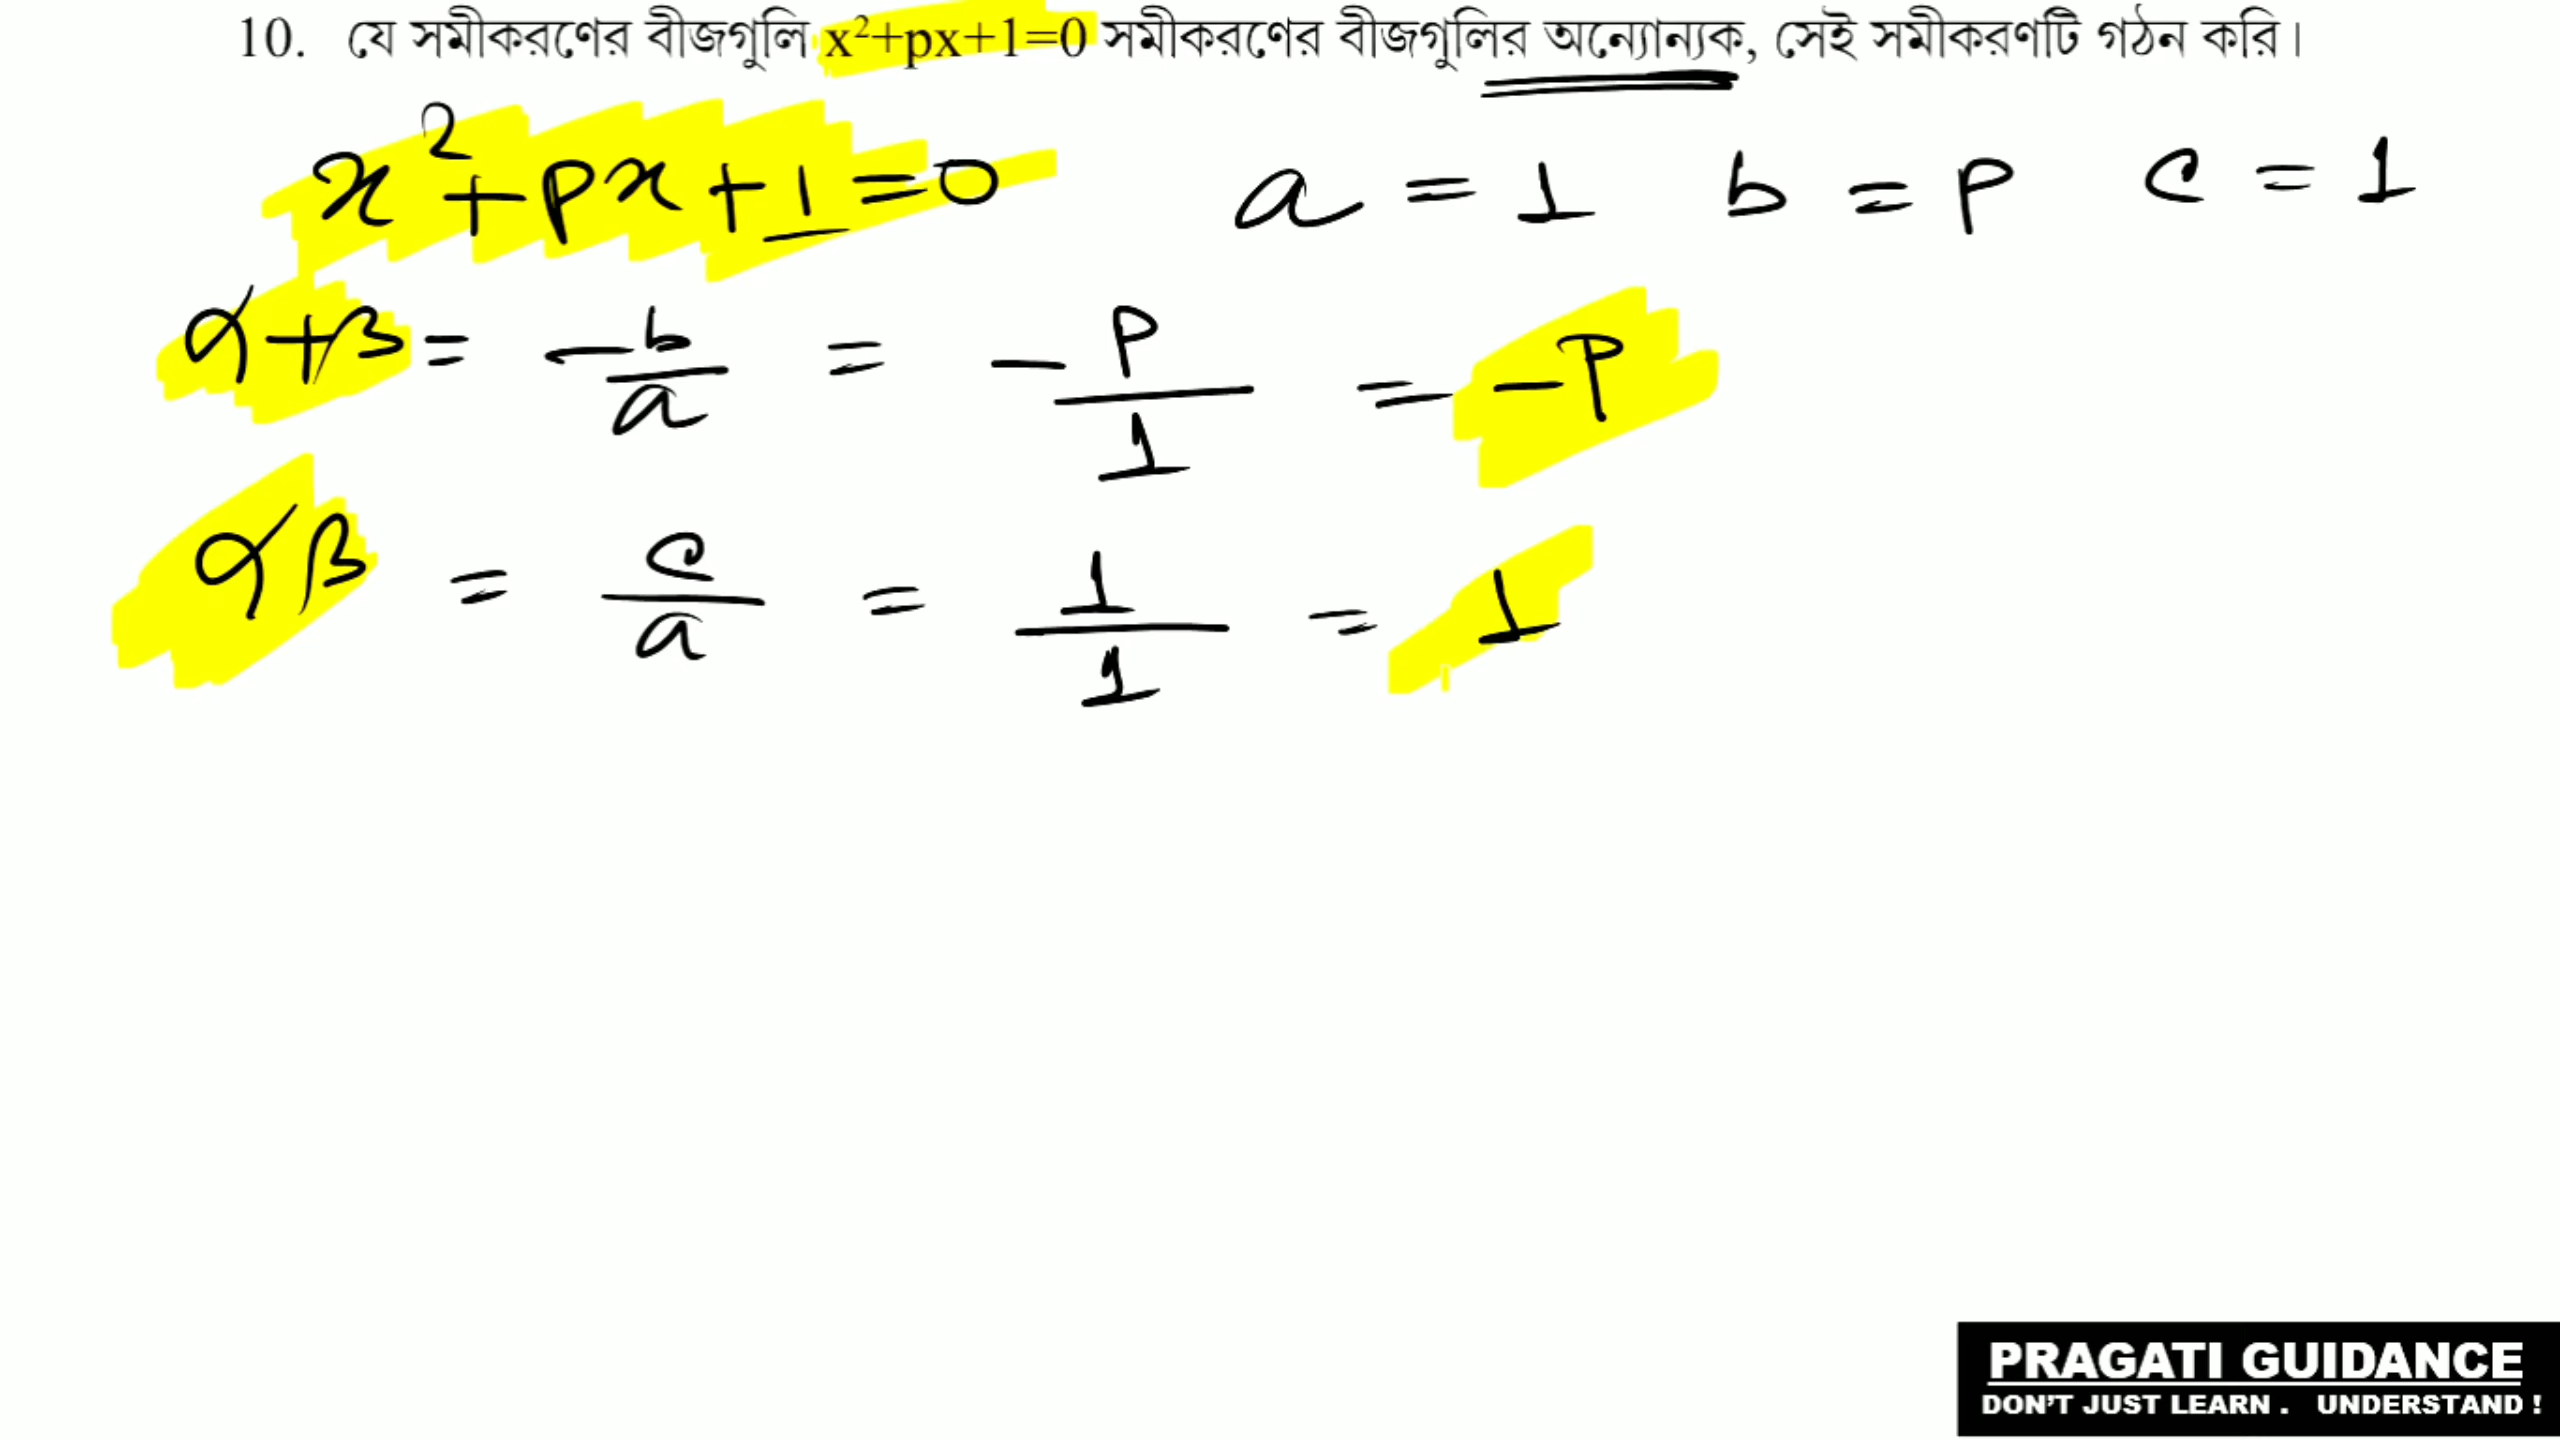 10. যে সমীকরণের বীজগুলি x²+px+1=0 সমীকরণের বীজগুলির অন্যোন্যক, সেই সমীকরণটি গঠন করি।
x²+px+1=0 a=1 b=p c=1
α+β = -b/a = -p/1 = -p
αβ = c/a = 1/1 = 1
PRAGATI GUIDANCE
DON'T JUST LEARN. UNDERSTAND!